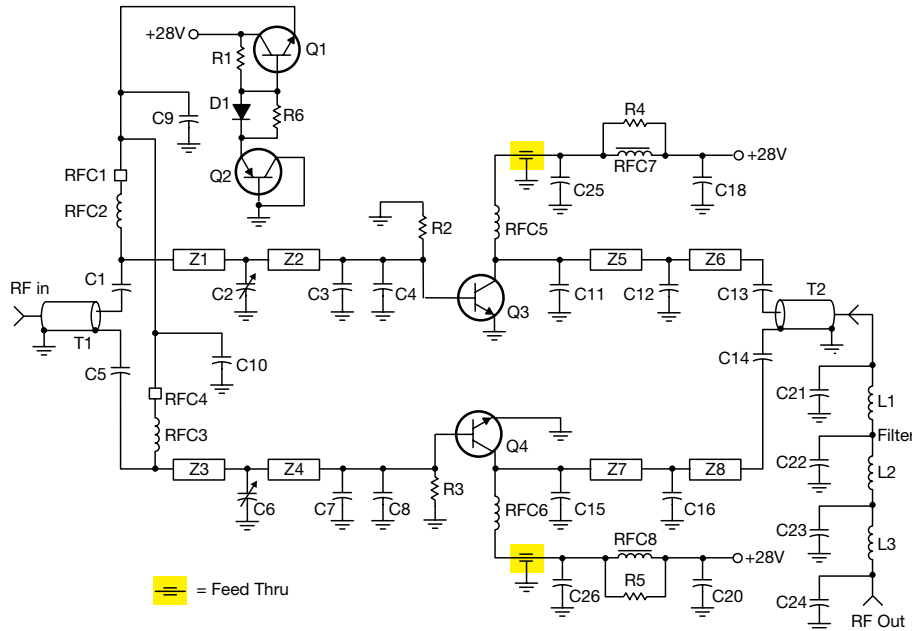 +28V
Q1
R1
D1
R6
C9
Q2
R4
RFC7
+28V
C25
C18
RFC1
RFC2
R2
RFC5
Z1
Z2
Z5
Z6
C1
C2
C3
C4
Q3
C11
C12
C13
T2
RF in
T1
C5
C10
C14
RFC4
RFC3
Q4
C21
L1
Filter
Z3
Z4
Z7
Z8
C22
L2
C6
C7
C8
R3
RFC6
C15
C16
C23
L3
RFC8
+28V
R5
C26
C20
C24
RF Out
= Feed Thru